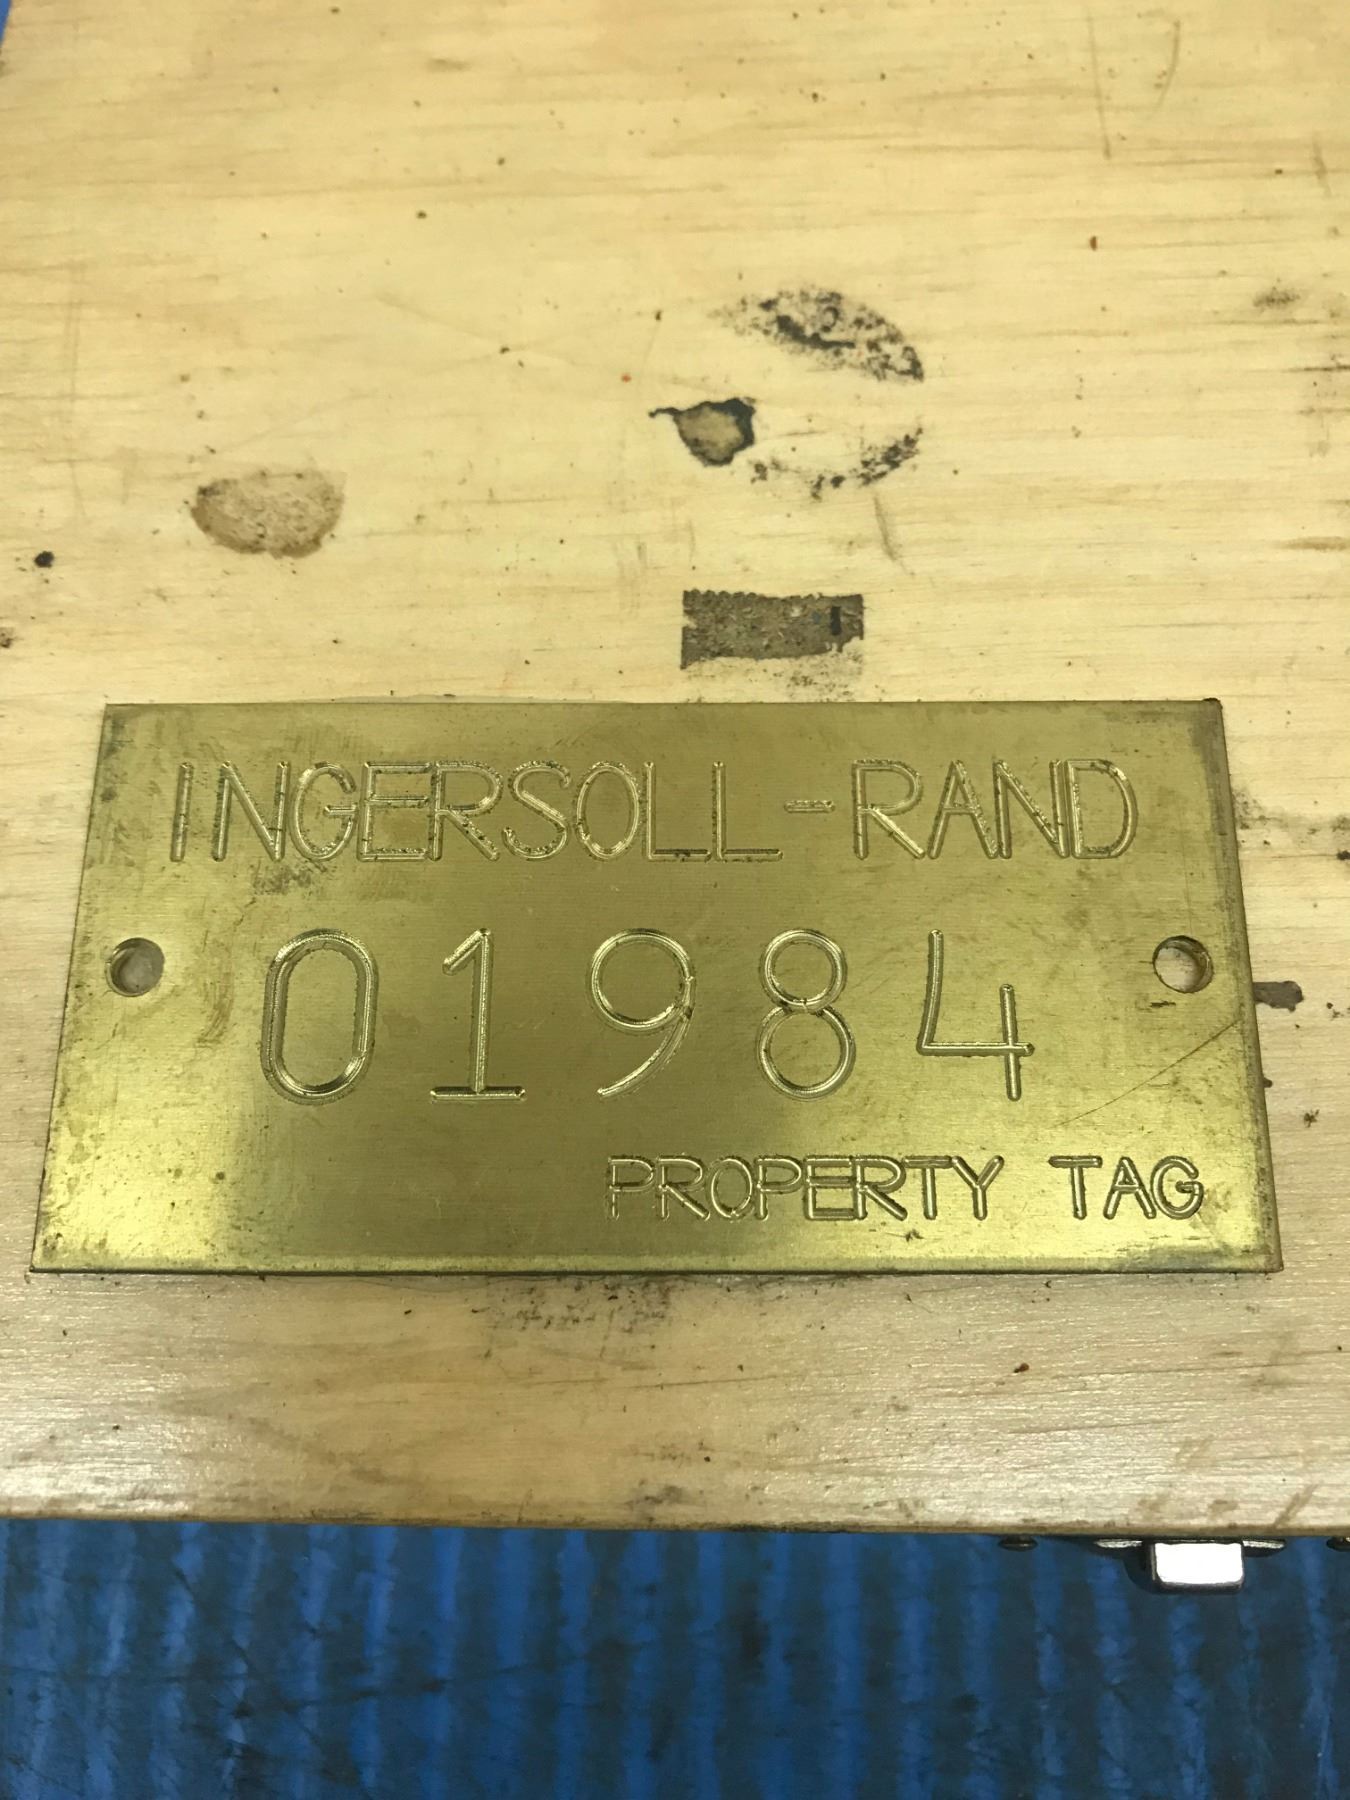 INGERSOLL-RAND
01984
PROPERTY TAG